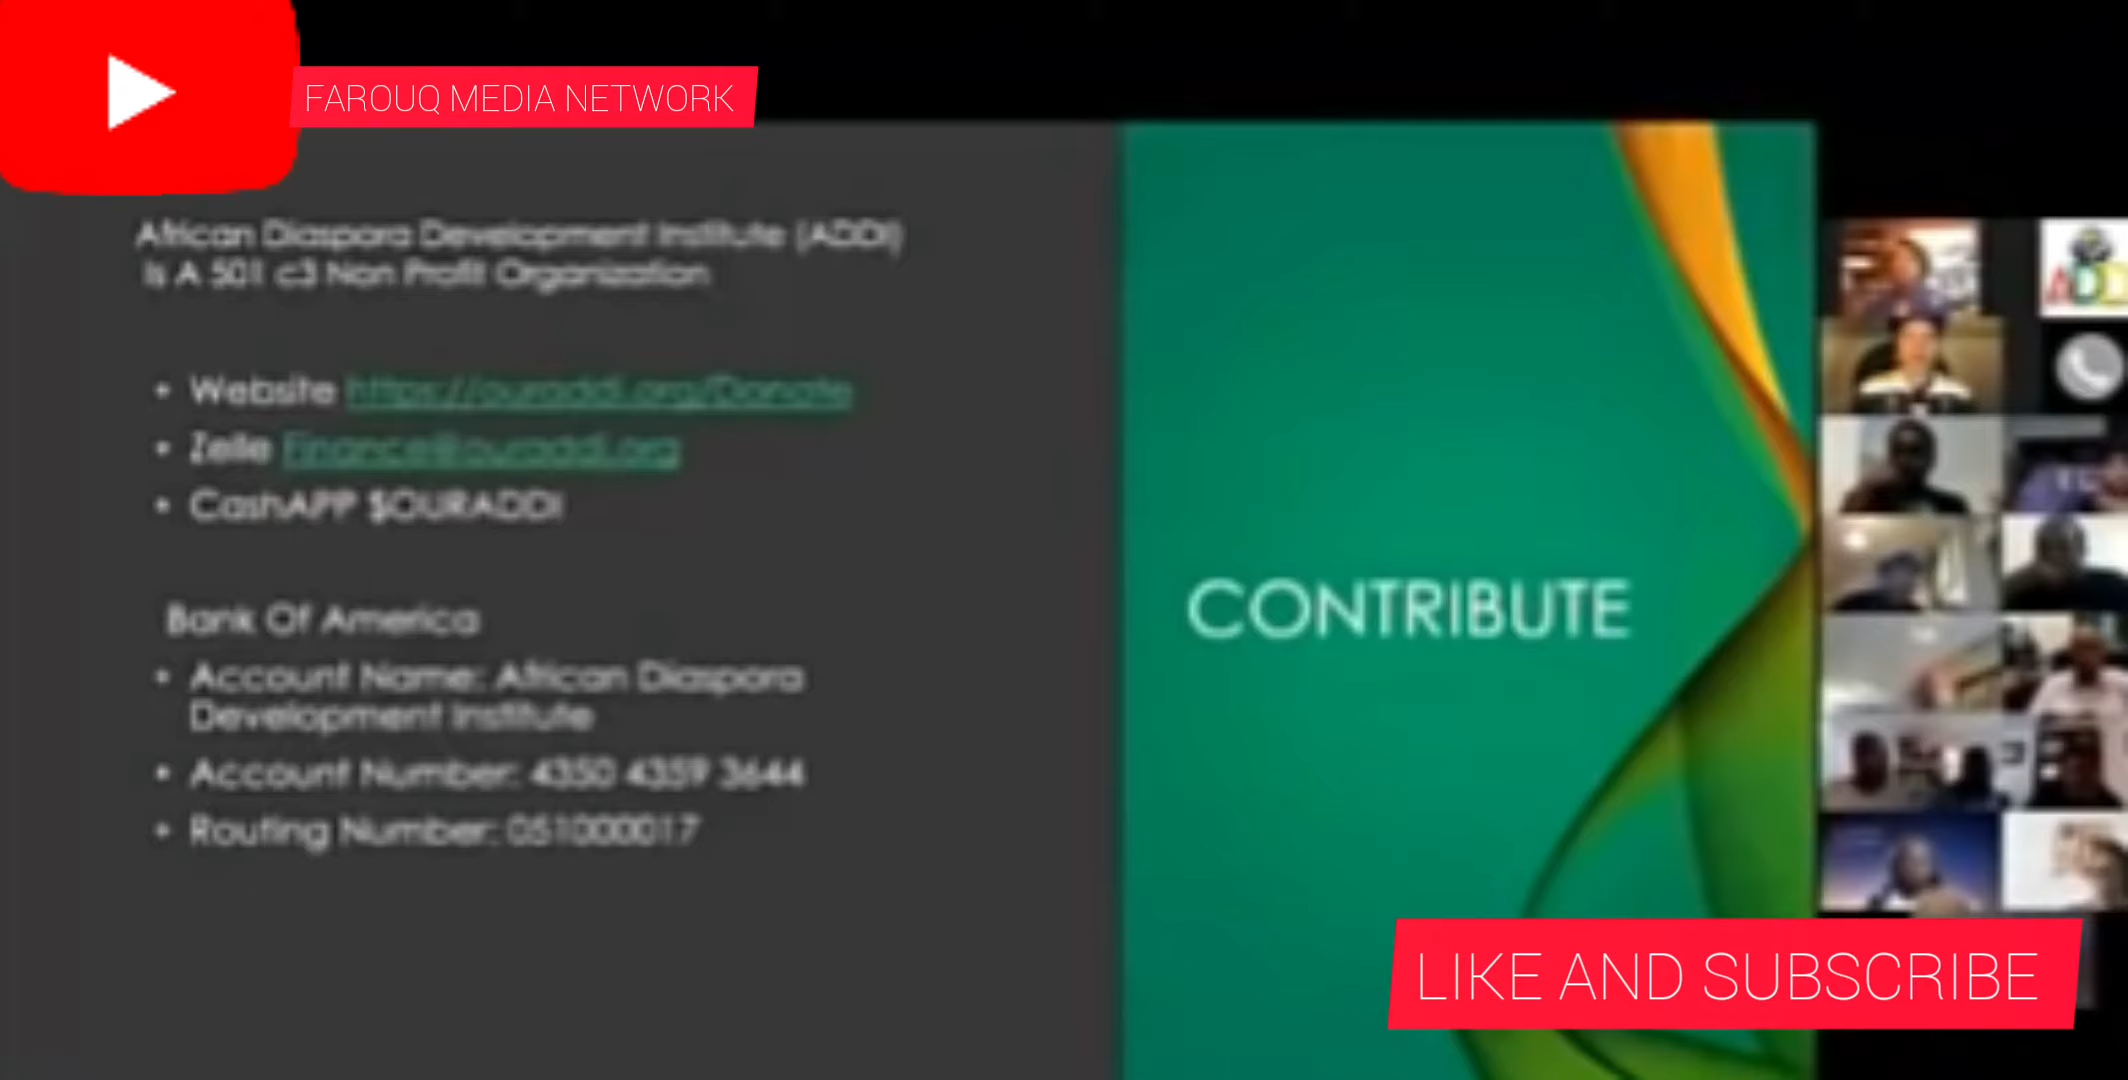 FAROUQ MEDIA NETWORK
African Diaspora Development Institute (ADDI)
Is A 501 c3 Non Profit Organization
• Website https://ouraddi.org/Donate
• Zelle Finance@ouraddi.org
• CashAPP $OURADDI
Bank Of America
• Account Name: African Diaspora
Development Institute
• Account Number: 4350 4359 3644
• Routing Number: 051000017
CONTRIBUTE
ADDI
LIKE AND SUBSCRIBE